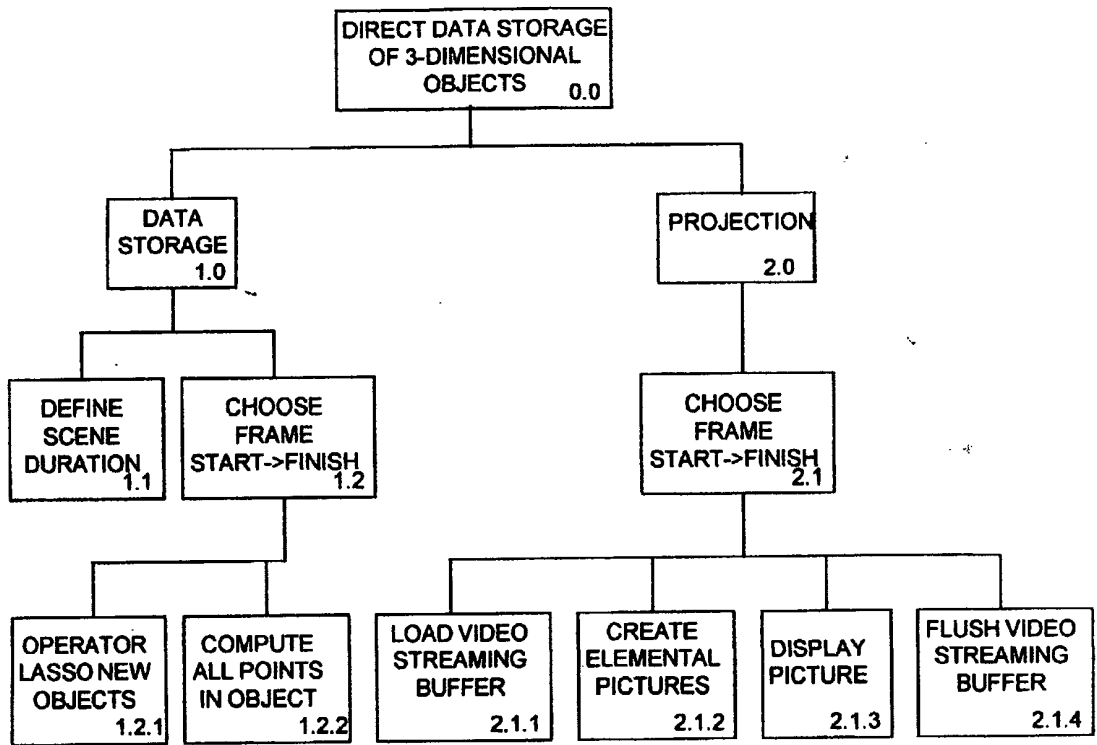 DIRECT DATA STORAGE
OF 3-DIMENSIONAL
OBJECTS
0.0
DATA
STORAGE
1.0
PROJECTION
2.0
DEFINE
SCENE
DURATION
1.1
CHOOSE
FRAME
START->FINISH
1.2
CHOOSE
FRAME
START->FINISH
2.1
OPERATOR
LASSO NEW
OBJECTS
1.2.1
COMPUTE
ALL POINTS
IN OBJECT
1.2.2
LOAD VIDEO
STREAMING
BUFFER
2.1.1
CREATE
ELEMENTAL
PICTURES
2.1.2
DISPLAY
PICTURE
2.1.3
FLUSH VIDEO
STREAMING
BUFFER
2.1.4